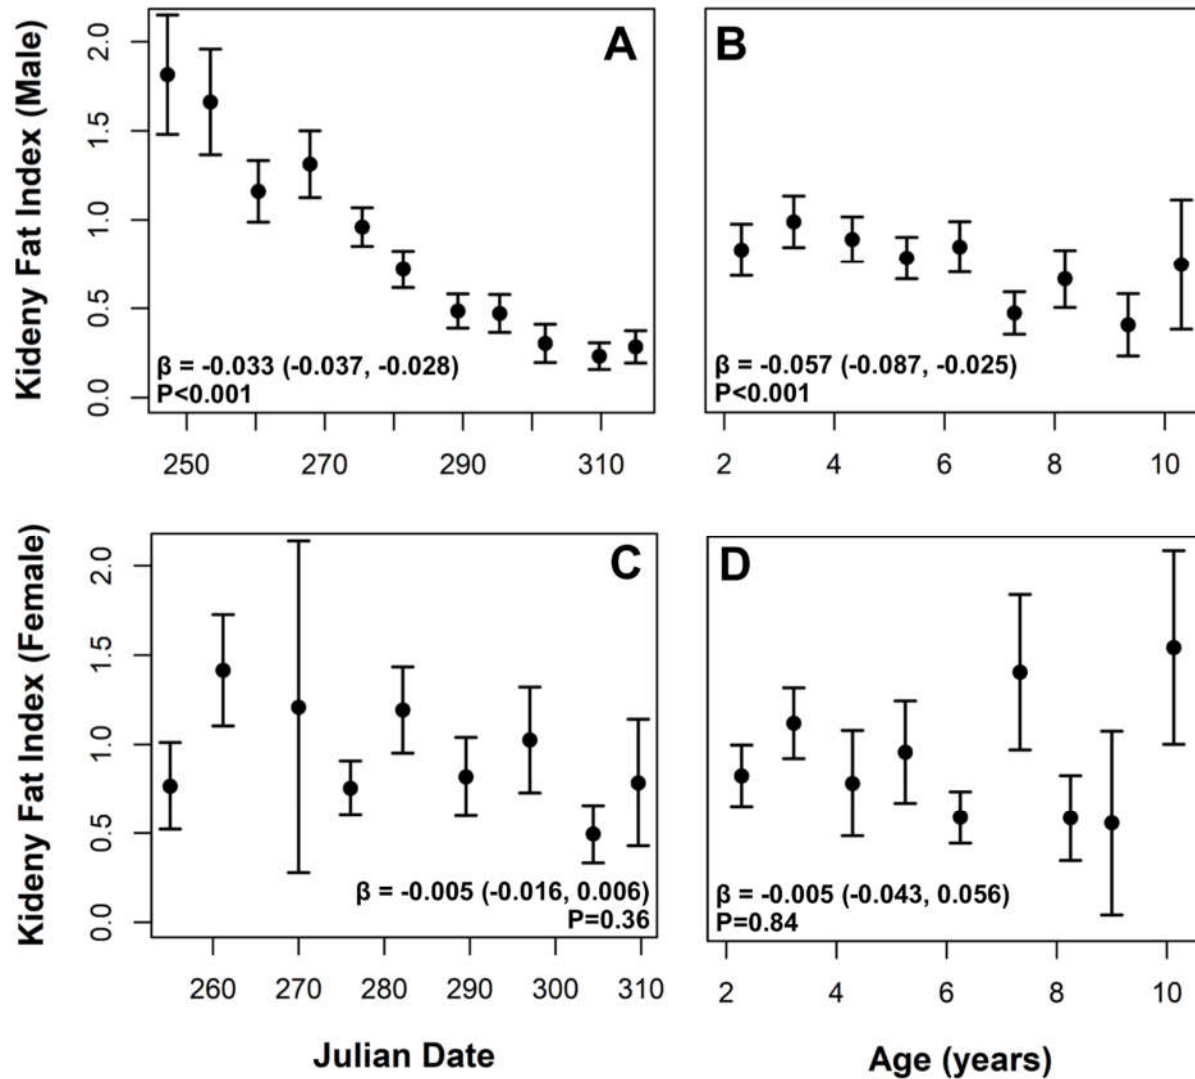 Kideny Fat Index (Male)
2.0
1.5
1.0
0.5
0.0
A
β = -0.033 (-0.037, -0.028)
P<0.001
250 270 290 310
B
β = -0.057 (-0.087, -0.025)
P<0.001
2 4 6 8 10
Kideny Fat Index (Female)
2.0
1.5
1.0
0.5
0.0
C
β = -0.005 (-0.016, 0.006)
P=0.36
260 270 280 290 300 310
Julian Date
D
β = -0.005 (-0.043, 0.056)
P=0.84
2 4 6 8 10
Age (years)